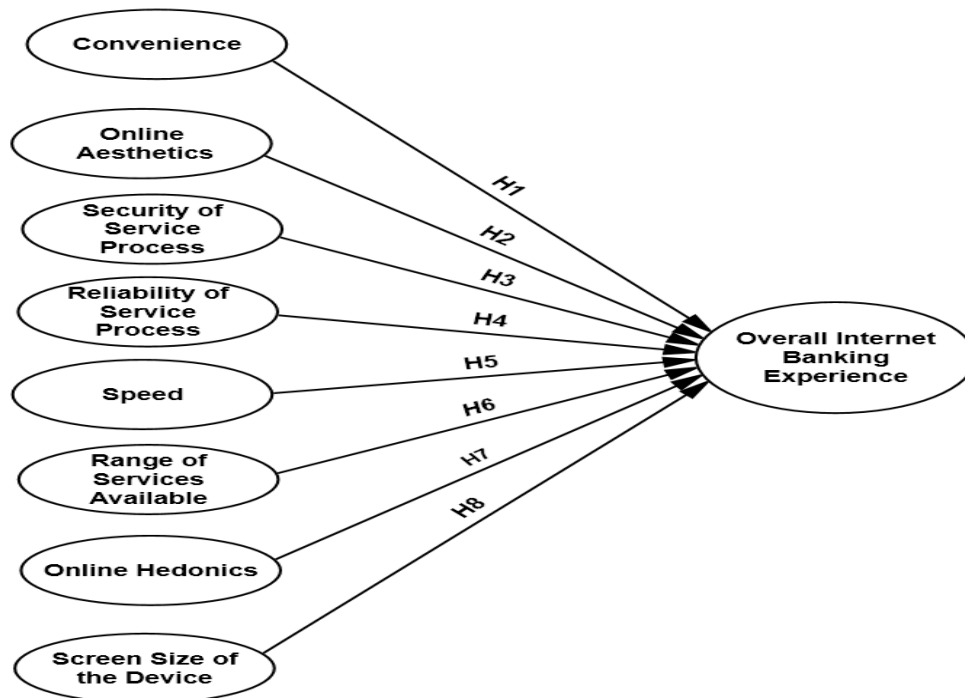 Convenience
Online
Aesthetics
Security of
Service
Process
Reliability of
Service
Process
Speed
Range of
Services
Available
Online Hedonics
Screen Size of
the Device
H1
H2
H3
H4
H5
H6
H7
H8
Overall Internet
Banking
Experience